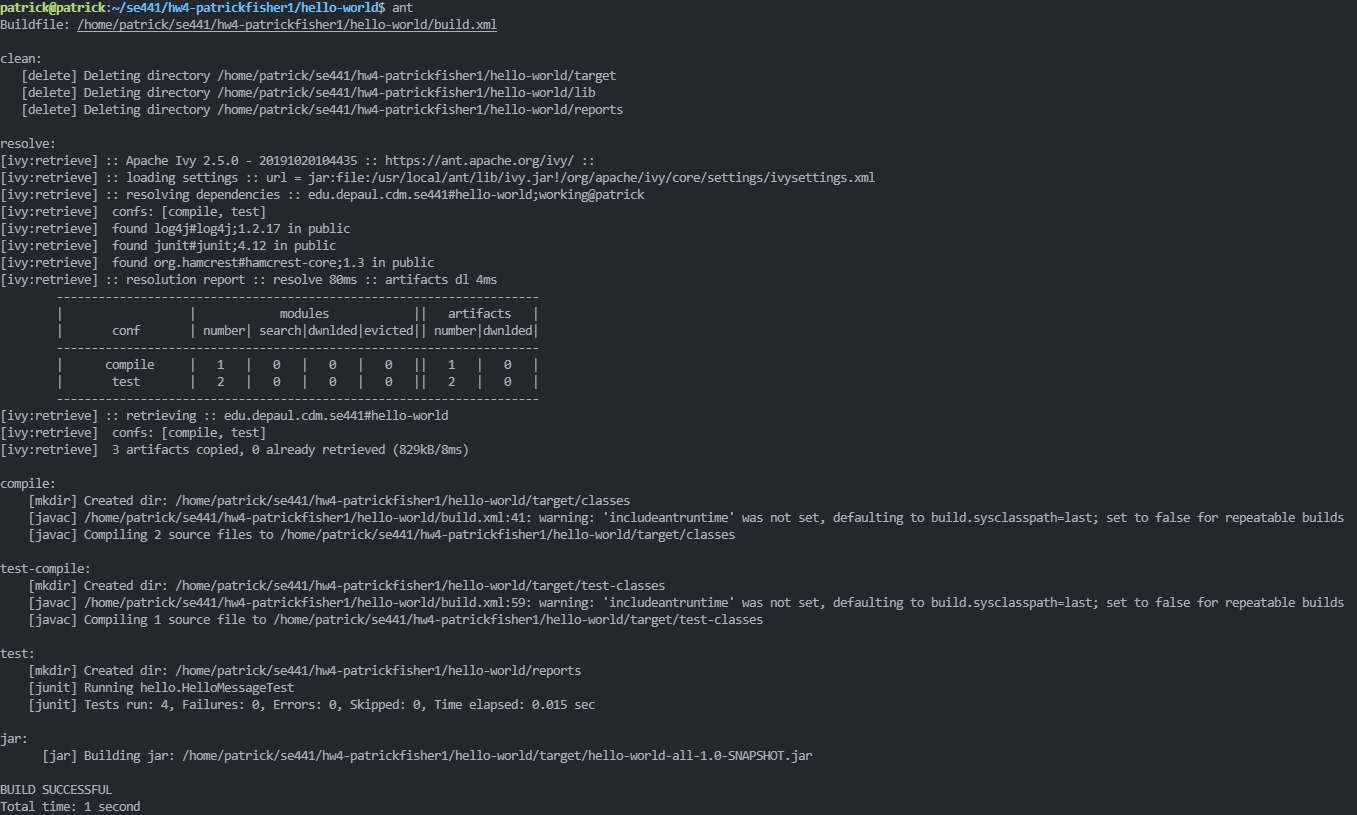 patrick@patrick:~/se441/hw4-patrickfisher1/hello-world$ ant
Buildfile: /home/patrick/se441/hw4-patrickfisher1/hello-world/build.xml

clean:
   [delete] Deleting directory /home/patrick/se441/hw4-patrickfisher1/hello-world/target
   [delete] Deleting directory /home/patrick/se441/hw4-patrickfisher1/hello-world/lib
   [delete] Deleting directory /home/patrick/se441/hw4-patrickfisher1/hello-world/reports

resolve:
[ivy:retrieve] :: Apache Ivy 2.5.0 - 20191020104435 :: https://ant.apache.org/ivy/ ::
[ivy:retrieve] :: loading settings :: url = jar:file:/usr/local/ant/lib/ivy.jar!/org/apache/ivy/core/settings/ivysettings.xml
[ivy:retrieve] :: resolving dependencies :: edu.depaul.cdm.se441#hello-world;working@patrick
[ivy:retrieve]  confs: [compile, test]
[ivy:retrieve]  found log4j#log4j;1.2.17 in public
[ivy:retrieve]  found junit#junit;4.12 in public
[ivy:retrieve]  found org.hamcrest#hamcrest-core;1.3 in public
[ivy:retrieve] :: resolution report :: resolve 80ms :: artifacts dl 4ms
        ---------------------------------------------------------------------
        |                  |            modules            ||   artifacts   |
        |       conf       | number| search|dwnlded|evicted|| number|dwnlded|
        ---------------------------------------------------------------------
        |      compile     |   1   |   0   |   0   |   0   ||   1   |   0   |
        |       test       |   2   |   0   |   0   |   0   ||   2   |   0   |
        ---------------------------------------------------------------------
[ivy:retrieve] :: retrieving :: edu.depaul.cdm.se441#hello-world
[ivy:retrieve]  confs: [compile, test]
[ivy:retrieve]  3 artifacts copied, 0 already retrieved (829kB/8ms)

compile:
    [mkdir] Created dir: /home/patrick/se441/hw4-patrickfisher1/hello-world/target/classes
    [javac] /home/patrick/se441/hw4-patrickfisher1/hello-world/build.xml:41: warning: 'includeantruntime' was not set, defaulting to build.sysclasspath=last; set to false for repeatable builds
    [javac] Compiling 2 source files to /home/patrick/se441/hw4-patrickfisher1/hello-world/target/classes

test-compile:
    [mkdir] Created dir: /home/patrick/se441/hw4-patrickfisher1/hello-world/target/test-classes
    [javac] /home/patrick/se441/hw4-patrickfisher1/hello-world/build.xml:59: warning: 'includeantruntime' was not set, defaulting to build.sysclasspath=last; set to false for repeatable builds
    [javac] Compiling 1 source file to /home/patrick/se441/hw4-patrickfisher1/hello-world/target/test-classes

test:
    [mkdir] Created dir: /home/patrick/se441/hw4-patrickfisher1/hello-world/reports
    [junit] Running hello.HelloMessageTest
    [junit] Tests run: 4, Failures: 0, Errors: 0, Skipped: 0, Time elapsed: 0.015 sec

jar:
      [jar] Building jar: /home/patrick/se441/hw4-patrickfisher1/hello-world/target/hello-world-all-1.0-SNAPSHOT.jar

BUILD SUCCESSFUL
Total time: 1 second